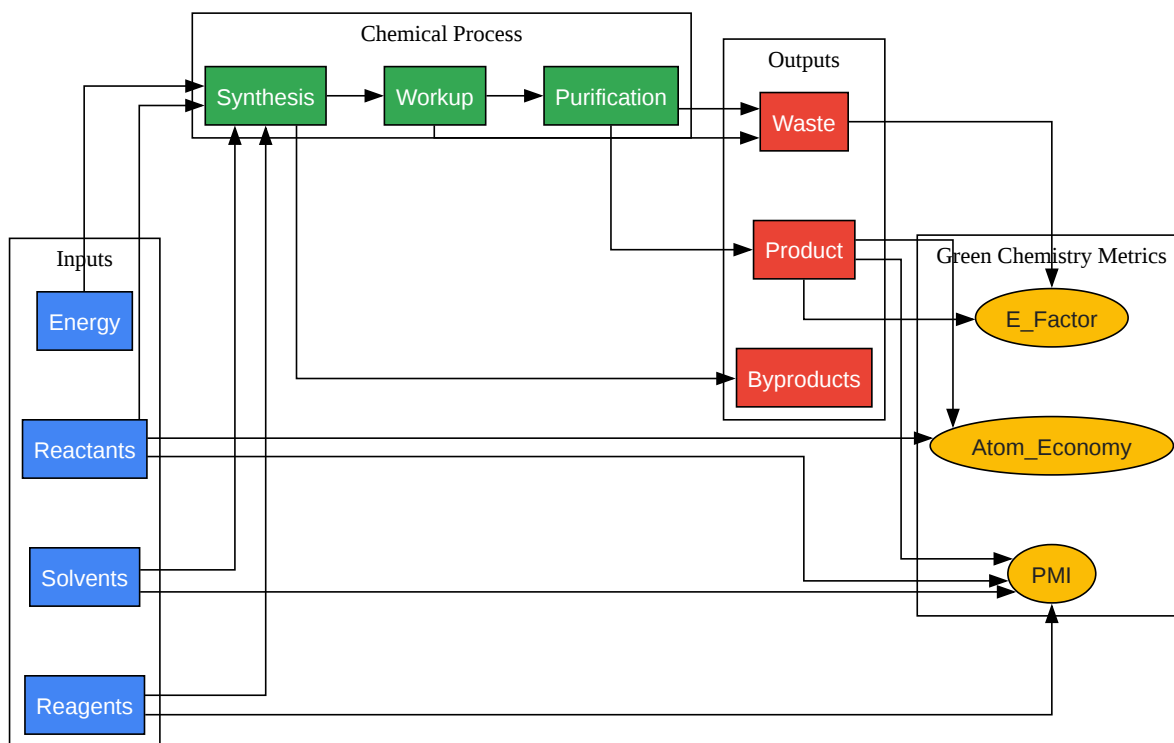 Chemical Process
Synthesis
Workup
Purification
Outputs
Waste
Product
Byproducts
Inputs
Energy
Reactants
Solvents
Reagents
Green Chemistry Metrics
E_Factor
Atom_Economy
PMI